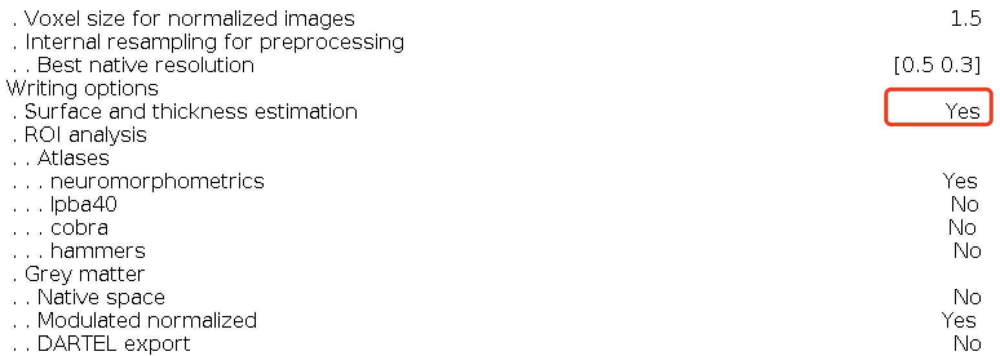 . Voxel size for normalized images 1.5
. Internal resampling for preprocessing
. . Best native resolution [0.5 0.3]
Writing options
. Surface and thickness estimation Yes
. ROI analysis
. . Atlases
. . . neuromorphometrics Yes
. . . lpba40 No
. . . cobra No
. . . hammers No
. Grey matter
. . Native space No
. . Modulated normalized Yes
. . DARTEL export No